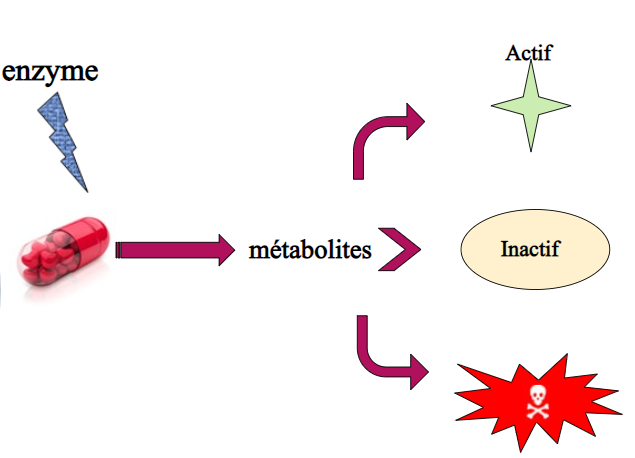 Actif
enzyme
métabolites
Inactif